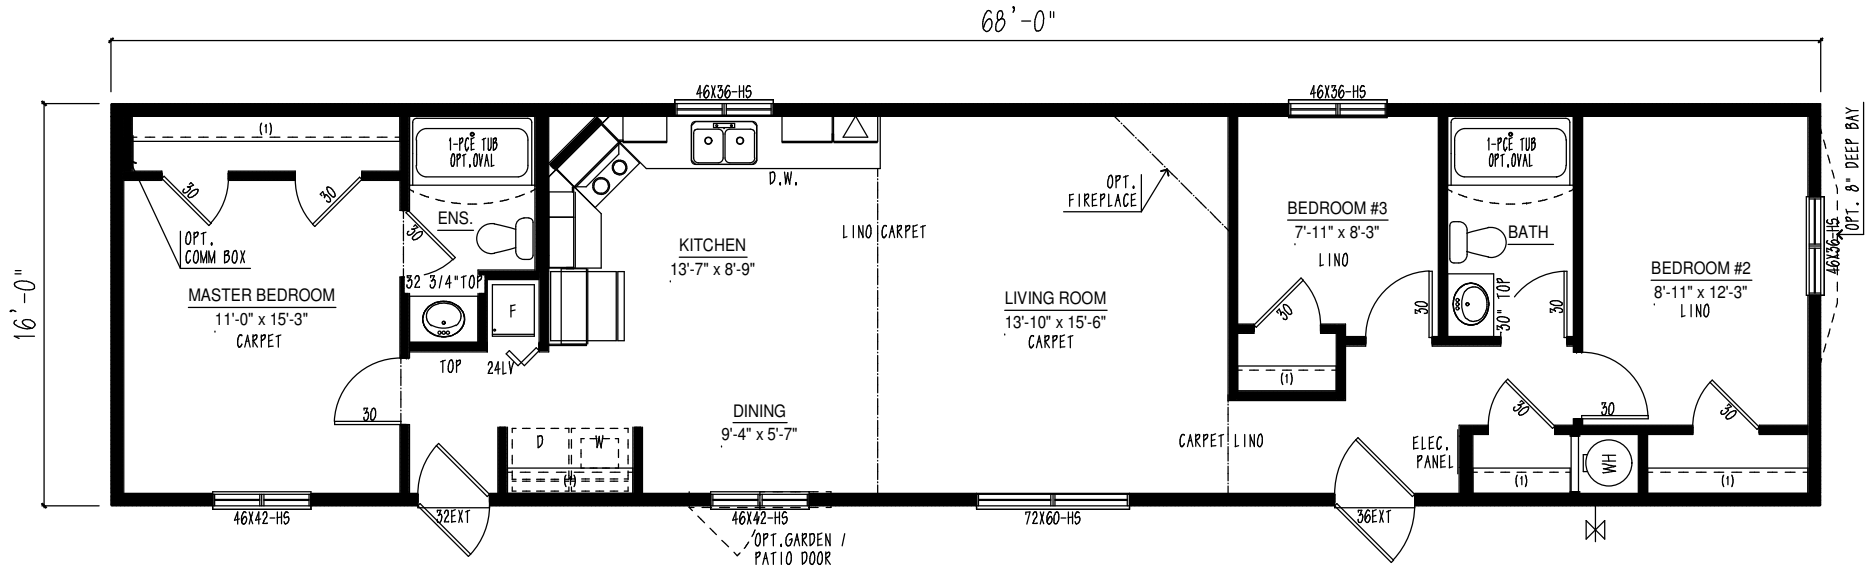 68'-0"
16'-0"
46X36-HS
46X36-HS
(1)
1-PCE TUB
OPT.OVAL
1-PCE TUB
OPT.OVAL
OPT. 8" DEEP BAY
46X36-HS
30
30
D.W.
OPT.
FIREPLACE
ENS.
30
OPT.
COMM BOX
KITCHEN
13'-7" x 8'-9"
LINO CARPET
BEDROOM #3
7'-11" x 8'-3"
LINO
BATH
BEDROOM #2
8'-11" x 12'-3"
LINO
32 3/4"TOP
MASTER BEDROOM
11'-0" x 15'-3"
CARPET
F
LIVING ROOM
13'-10" x 15'-6"
CARPET
30
30
TOP
30"
30
TOP
24LV
(1)
30
DINING
9'-4" x 5'-7"
30
30
30
D
W
CARPET LINO
ELEC.
PANEL
WH
(1)
(1)
(1)
46X42-HS
32EXT
46X42-HS
72X60-HS
36EXT
OPT.GARDEN /
PATIO DOOR